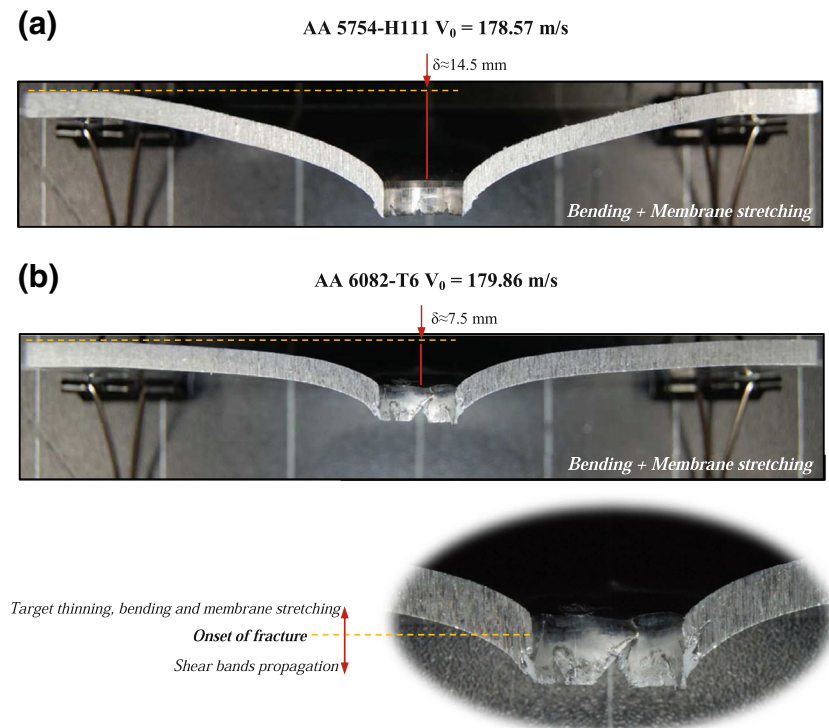 (a)
AA 5754-H111 V₀ = 178.57 m/s
δ≈14.5 mm
Bending + Membrane stretching
(b)
AA 6082-T6 V₀ = 179.86 m/s
δ≈7.5 mm
Bending + Membrane stretching
Target thinning, bending and membrane stretching
Onset of fracture
Shear bands propagation